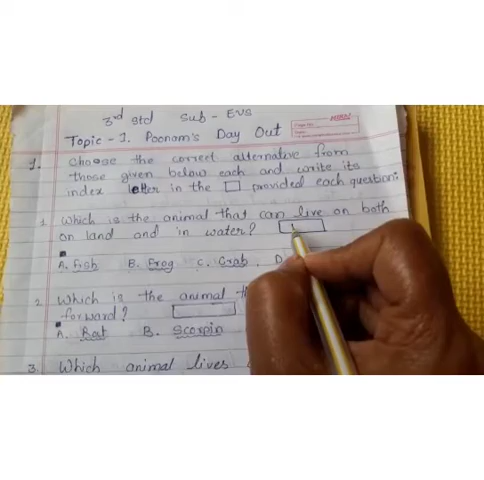 3rd Std Sub - EVS
Topic - 1. Poonam's Day Out
1. Choose the correct alternative from
those given below each and write its
index letter in the □ provided each question:
1. Which is the animal that can live on both
on land and in water?
A. Fish B. Frog C. Crab D.
2. Which is the animal
forward?
A. Rat B. Scorpin
3. Which animal lives